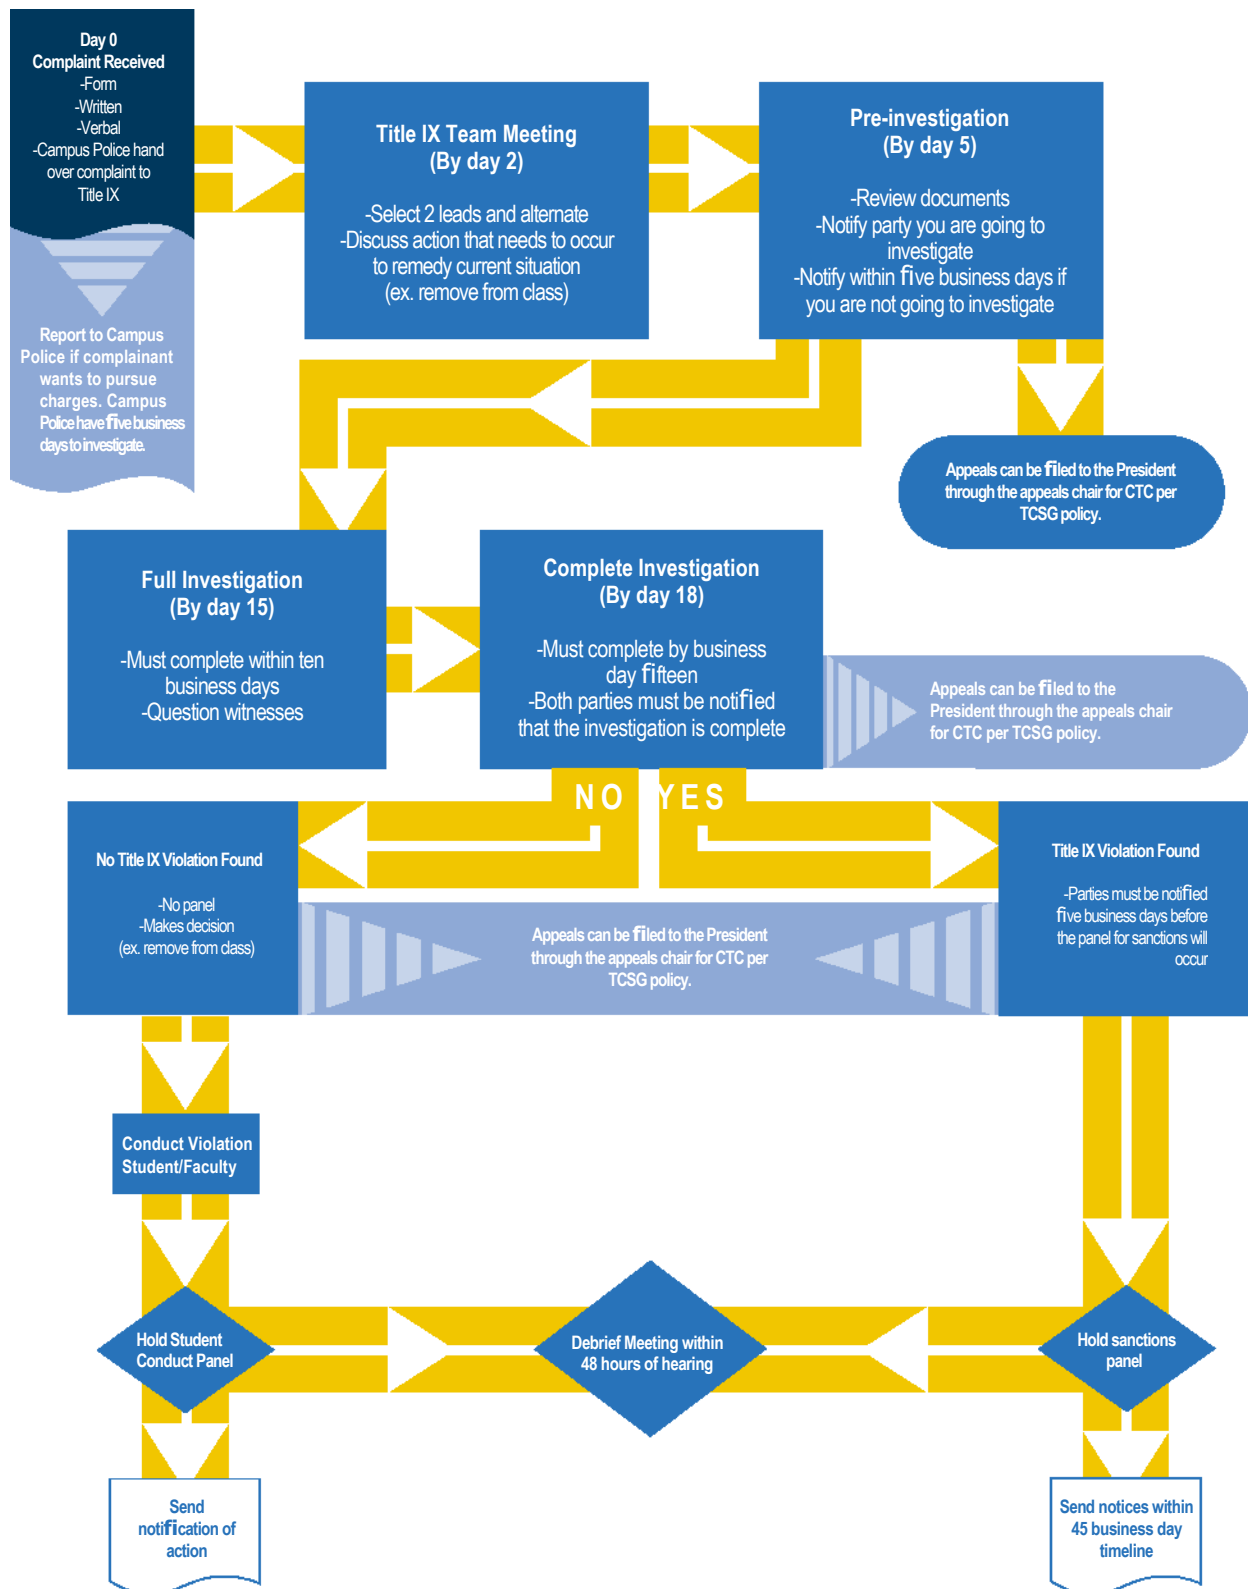 Day 0
Complaint Received
-Form
-Written
-Verbal
-Campus Police hand
over complaint to
Title IX
Report to Campus
Police if complainant
wants to pursue
charges. Campus
Police have five business
days to investigate.
Title IX Team Meeting
(By day 2)
-Select 2 leads and alternate
-Discuss action that needs to occur
to remedy current situation
(ex. remove from class)
Pre-investigation
(By day 5)
-Review documents
-Notify party you are going to
investigate
-Notify within five business days if
you are not going to investigate
Appeals can be filed to the President
through the appeals chair for CTC per
TCSG policy.
Full Investigation
(By day 15)
-Must complete within ten
business days
-Question witnesses
Complete Investigation
(By day 18)
-Must complete by business
day fifteen
-Both parties must be notified
that the investigation is complete
Appeals can be filed to the
President through the appeals chair
for CTC per TCSG policy.
NO YES
No Title IX Violation Found
-No panel
-Makes decision
(ex. remove from class)
Appeals can be filed to the President
through the appeals chair for CTC per
TCSG policy.
Title IX Violation Found
-Parties must be notified
five business days before
the panel for sanctions will
occur
Conduct Violation
Student/Faculty
Hold Student
Conduct Panel
Debrief Meeting within
48 hours of hearing
Hold sanctions
panel
Send
notification of
action
Send notices within
45 business day
timeline